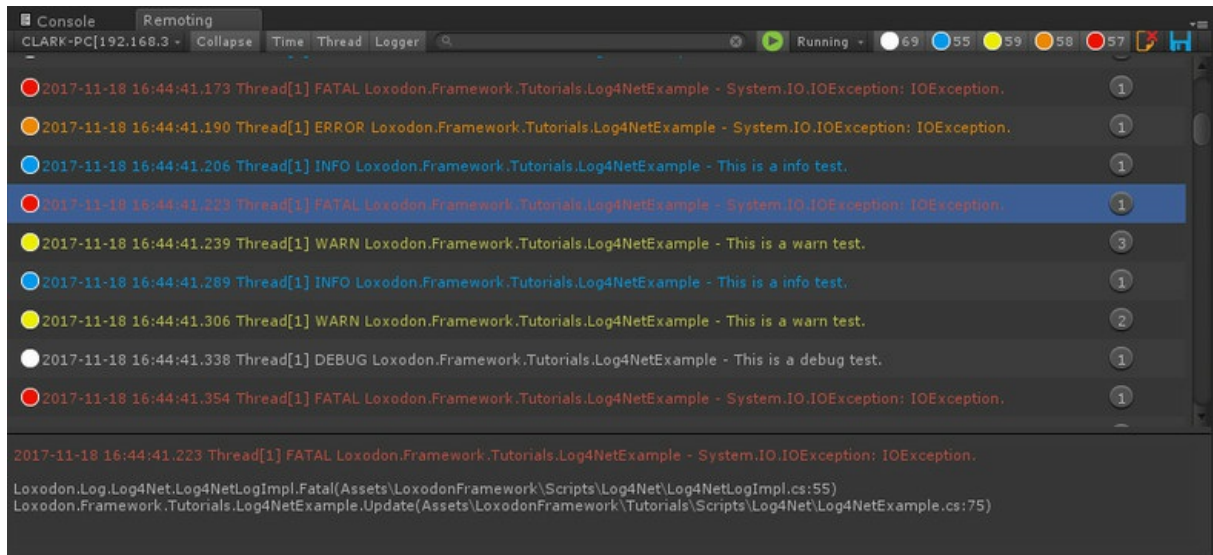 Console Remoting
CLARK-PC[192.168.3 Collapse Time Thread Logger Running 69 55 59 58 57
2017-11-18 16:44:41.173 Thread[1] FATAL Loxodon.Framework.Tutorials.Log4NetExample - System.IO.IOException: IOException. 1
2017-11-18 16:44:41.190 Thread[1] ERROR Loxodon.Framework.Tutorials.Log4NetExample - System.IO.IOException: IOException. 1
2017-11-18 16:44:41.206 Thread[1] INFO Loxodon.Framework.Tutorials.Log4NetExample - This is a info test. 1
2017-11-18 16:44:41.223 Thread[1] FATAL Loxodon.Framework.Tutorials.Log4NetExample - System.IO.IOException: IOException. 1
2017-11-18 16:44:41.239 Thread[1] WARN Loxodon.Framework.Tutorials.Log4NetExample - This is a warn test. 3
2017-11-18 16:44:41.289 Thread[1] INFO Loxodon.Framework.Tutorials.Log4NetExample - This is a info test. 1
2017-11-18 16:44:41.306 Thread[1] WARN Loxodon.Framework.Tutorials.Log4NetExample - This is a warn test. 2
2017-11-18 16:44:41.338 Thread[1] DEBUG Loxodon.Framework.Tutorials.Log4NetExample - This is a debug test. 1
2017-11-18 16:44:41.354 Thread[1] FATAL Loxodon.Framework.Tutorials.Log4NetExample - System.IO.IOException: IOException. 1
2017-11-18 16:44:41.223 Thread[1] FATAL Loxodon.Framework.Tutorials.Log4NetExample - System.IO.IOException: IOException.
Loxodon.Log.Log4Net.Log4NetLogImpl.Fatal(Assets\LoxodonFramework\Scripts\Log4Net\Log4NetLogImpl.cs:55)
Loxodon.Framework.Tutorials.Log4NetExample.Update(Assets\LoxodonFramework\Tutorials\Scripts\Log4Net\Log4NetExample.cs:75)